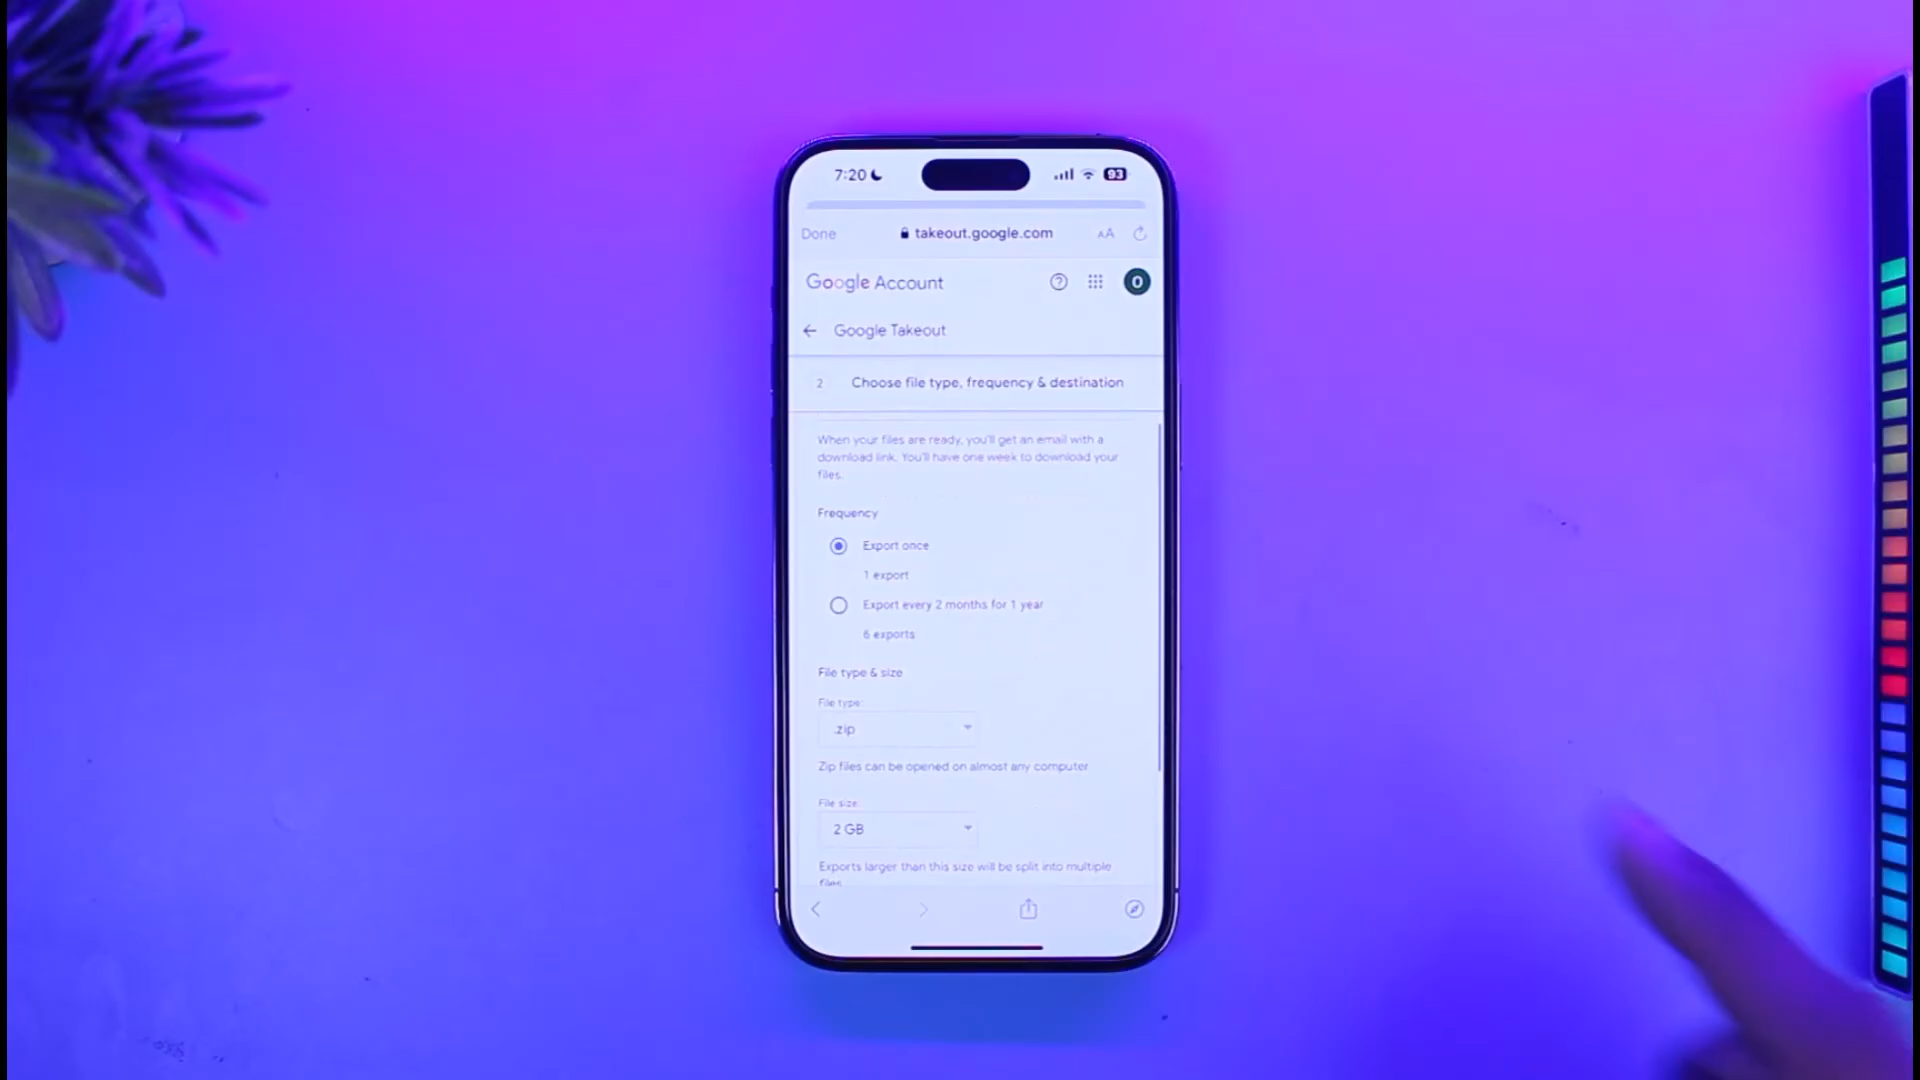 7:20
93
Done
takeout.google.com
AA
Google Account
O
Google Takeout
2 Choose file type, frequency & destination
When your files are ready, you'll get an email with a
download link. You'll have one week to download your
files.
Frequency
Export once
1 export
Export every 2 months for 1 year
6 exports
File type & size
File type:
.zip
Zip files can be opened on almost any computer
File size:
2 GB
Exports larger than this size will be split into multiple
files